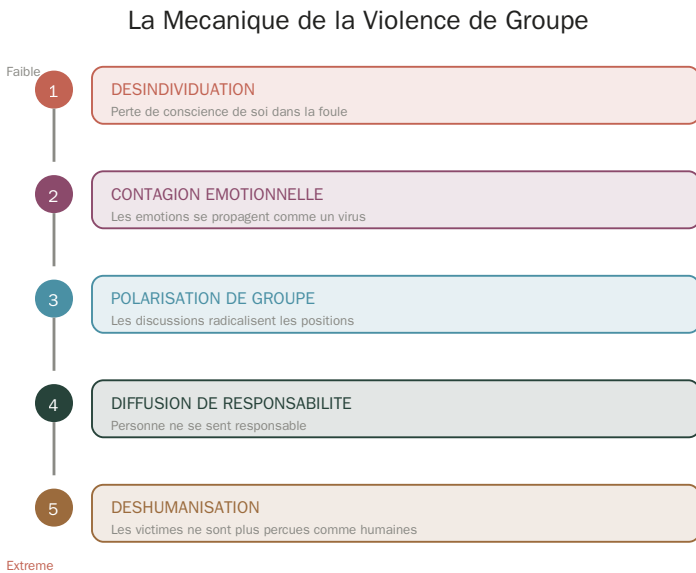 La Mecanique de la Violence de Groupe
Faible
1
DESINDIVIDUATION
Perte de conscience de soi dans la foule
2
CONTAGION EMOTIONNELLE
Les emotions se propagent comme un virus
3
POLARISATION DE GROUPE
Les discussions radicalisent les positions
4
DIFFUSION DE RESPONSABILITE
Personne ne se sent responsable
5
DESHUMANISATION
Les victimes ne sont plus percues comme humaines
Extreme